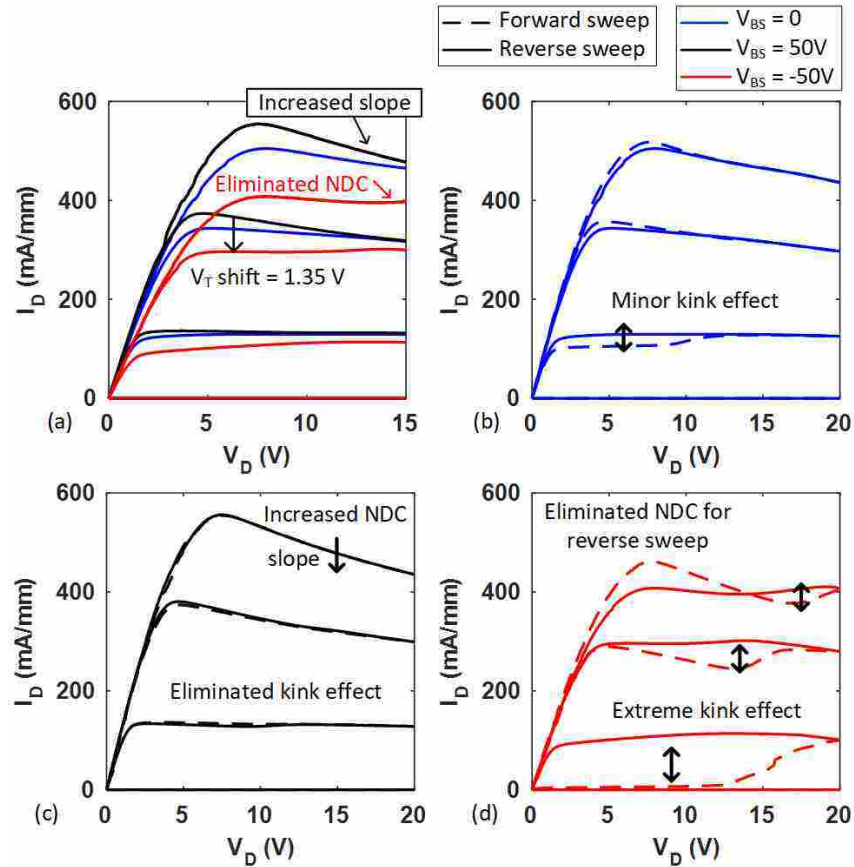 Forward sweep
Reverse sweep
V_BS = 0
V_BS = 50V
V_BS = -50V
600
400
200
0
I_D (mA/mm)
Increased slope
Eliminated NDC
V_T shift = 1.35 V
(a)
0
5
10
15
V_D (V)
600
400
200
0
I_D (mA/mm)
Minor kink effect
(b)
0
5
10
15
20
V_D (V)
600
400
200
0
I_D (mA/mm)
Increased NDC
slope
Eliminated kink effect
(c)
0
5
10
15
20
V_D (V)
600
400
200
0
I_D (mA/mm)
Eliminated NDC for
reverse sweep
Extreme kink effect
(d)
0
5
10
15
20
V_D (V)